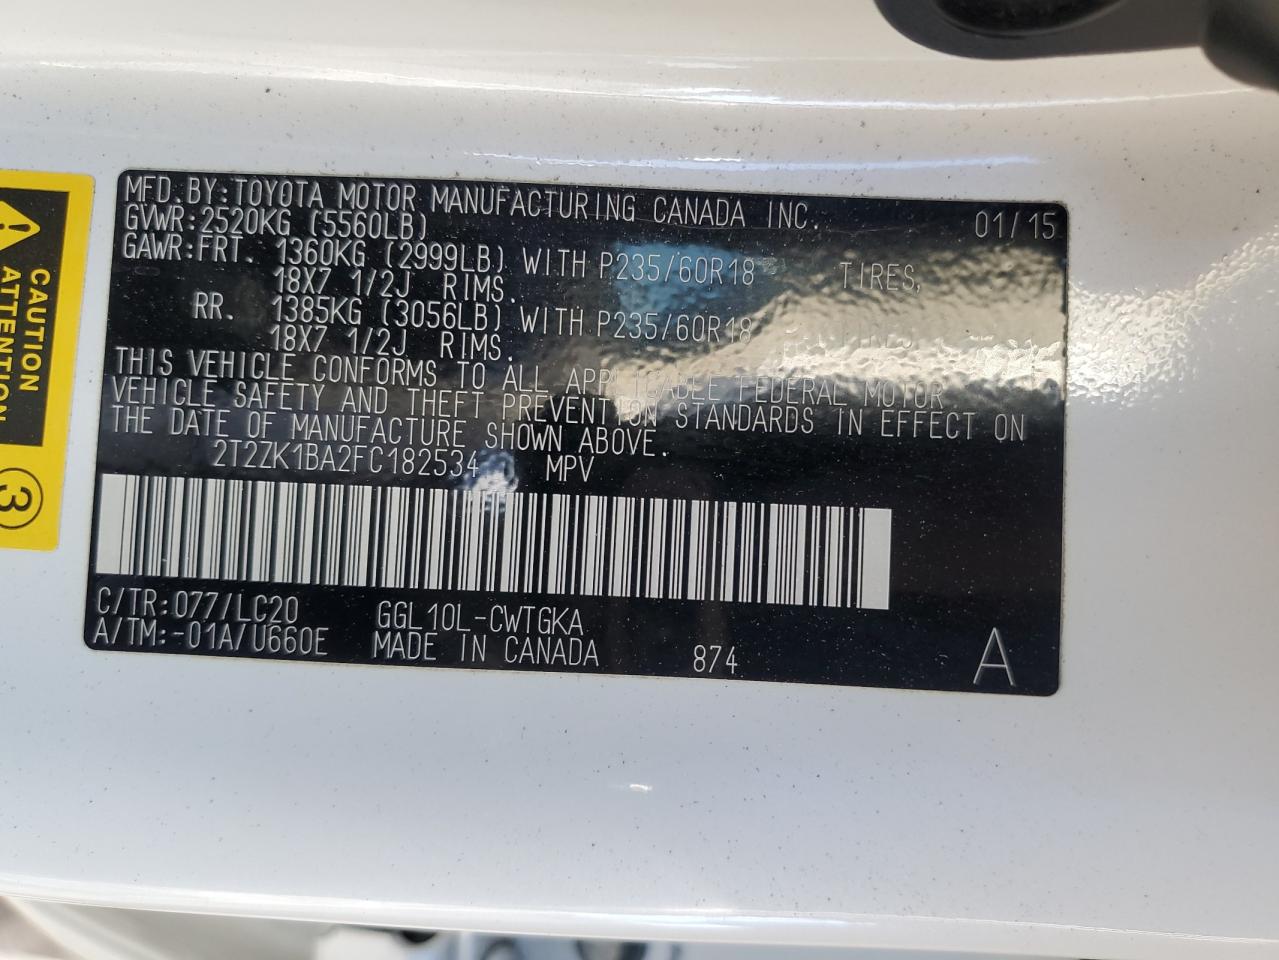 MFD.BY:TOYOTA MOTOR MANUFACTURING CANADA INC. 01/15
GVWR:2520KG (5560LB)
GAWR:FRT. 1360KG (2999LB) WITH P235/60R18 TIRES,
18X7 1/2J RIMS.
RR. 1385KG (3056LB) WITH P235/60R18 TIRES
18X7 1/2J RIMS.
THIS VEHICLE CONFORMS TO ALL APPLICABLE FEDERAL MOTOR
VEHICLE SAFETY AND THEFT PREVENTION STANDARDS IN EFFECT ON
THE DATE OF MANUFACTURE SHOWN ABOVE.
2T2ZK1BA2FC182534 MPV
C/TR:077/LC20 GGL10L-CWTGKA
A/TM:-01A/U660E MADE IN CANADA 874 A
CAUTION
ATTENTION
3